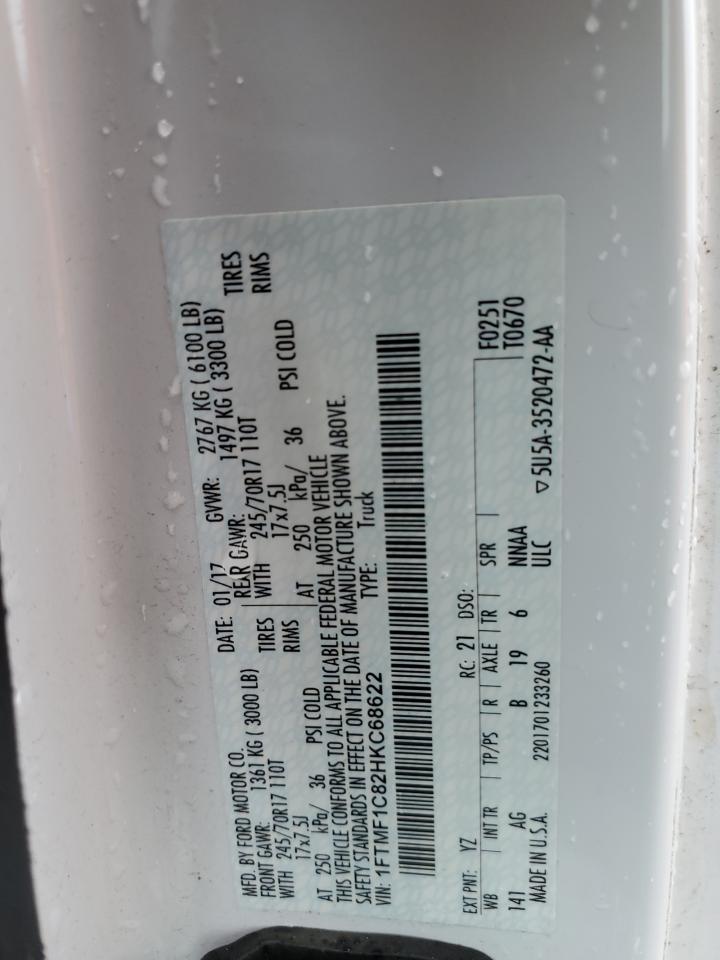 MFD. BY FORD MOTOR CO. DATE: 01/17 GVWR: 2767 KG ( 6100 LB)
FRONT GAWR: 1361 KG ( 3000 LB) REAR GAWR: 1497 KG ( 3300 LB)
WITH 245/70R17 110T TIRES WITH 245/70R17 110T TIRES
17x7.5J RIMS 17x7.5J RIMS
AT 250 kPa/ 36 PSI COLD AT 250 kPa/ 36 PSI COLD
THIS VEHICLE CONFORMS TO ALL APPLICABLE FEDERAL MOTOR VEHICLE
SAFETY STANDARDS IN EFFECT ON THE DATE OF MANUFACTURE SHOWN ABOVE.
VIN: 1FTMF1C82HKC68622 TYPE: Truck
EXT PNT: YZ RC: 21 DSO: F0251
WB INT TR TP/PS R AXLE TR SPR T0670
141 AG B 19 6 NNAA
MADE IN U.S.A. 2201701233260 ULC ▽ 5U5A-3520472-AA